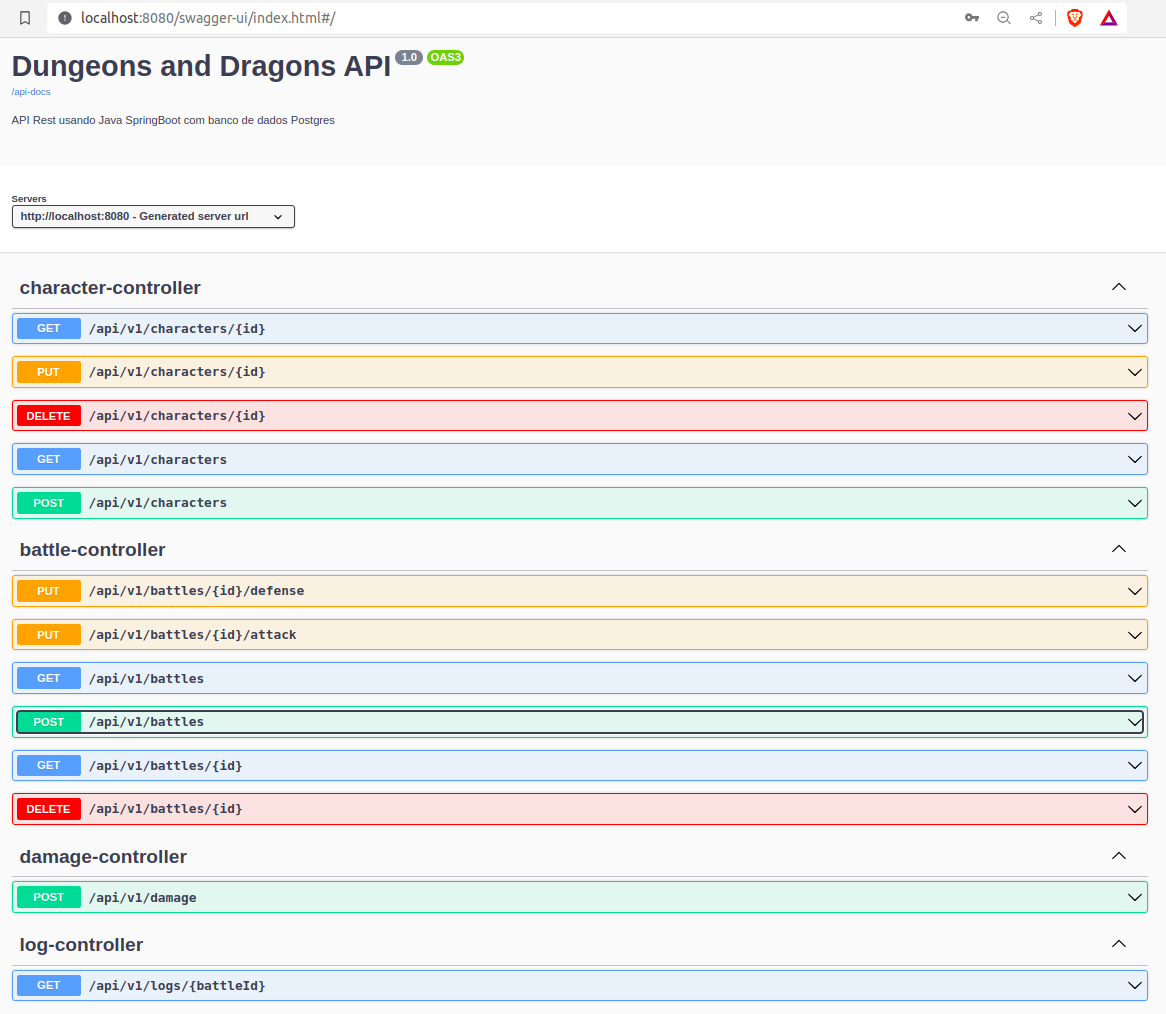 localhost:8080/swagger-ui/index.html#/
Dungeons and Dragons API 1.0 OAS3
/api-docs
API Rest usando Java SpringBoot com banco de dados Postgres
Servers
http://localhost:8080 - Generated server url
character-controller
GET /api/v1/characters/{id}
PUT /api/v1/characters/{id}
DELETE /api/v1/characters/{id}
GET /api/v1/characters
POST /api/v1/characters
battle-controller
PUT /api/v1/battles/{id}/defense
PUT /api/v1/battles/{id}/attack
GET /api/v1/battles
POST /api/v1/battles
GET /api/v1/battles/{id}
DELETE /api/v1/battles/{id}
damage-controller
POST /api/v1/damage
log-controller
GET /api/v1/logs/{battleId}